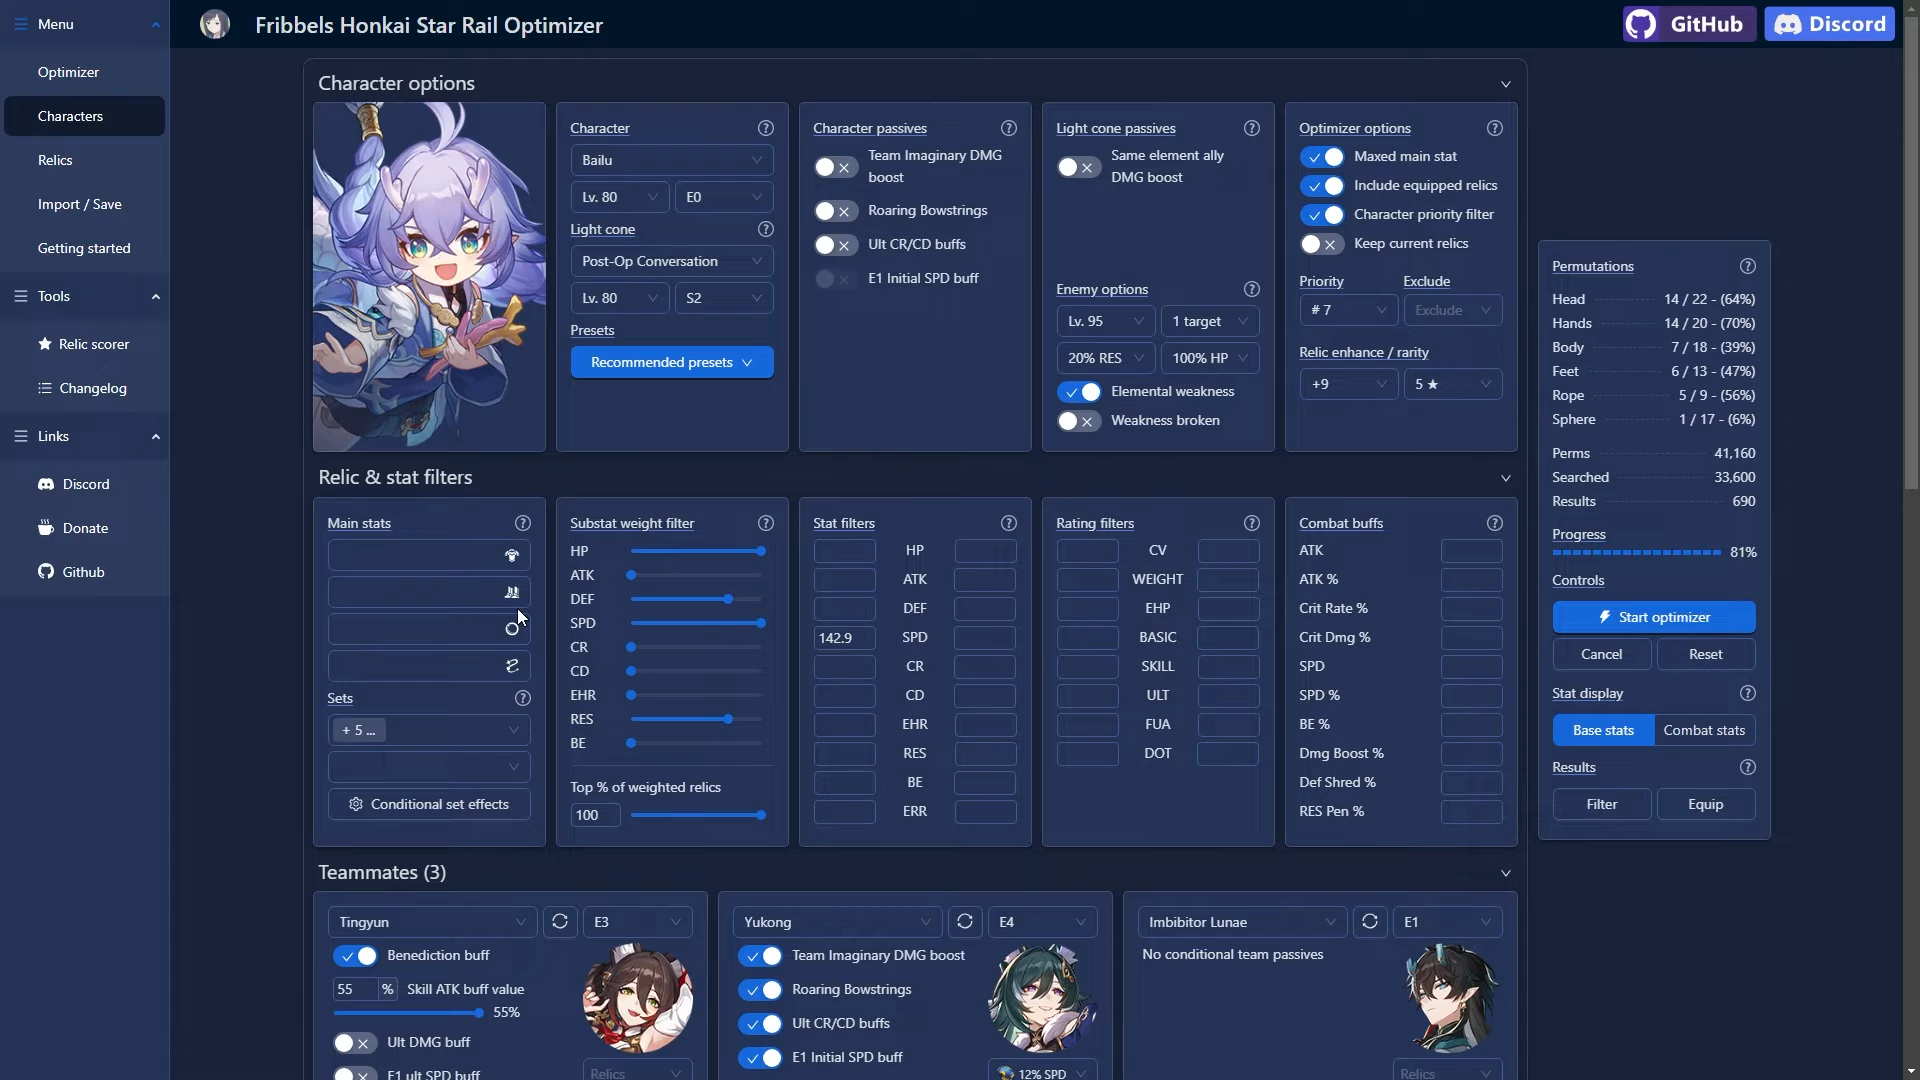 Menu
Optimizer
Characters
Relics
Import / Save
Getting started
Tools
Relic scorer
Changelog
Links
Discord
Donate
Github
Fribbels Honkai Star Rail Optimizer
GitHub
Discord
Character options
Character
Bailu
Lv. 80
E0
Light cone
Post-Op Conversation
Lv. 80
S2
Presets
Recommended presets
Character passives
Team Imaginary DMG
boost
Roaring Bowstrings
Ult CR/CD buffs
E1 Initial SPD buff
Light cone passives
Same element ally
DMG boost
Enemy options
Lv. 95
1 target
20% RES
100% HP
Elemental weakness
Weakness broken
Optimizer options
Maxed main stat
Include equipped relics
Character priority filter
Keep current relics
Priority
Exclude
# 7
Exclude
Relic enhance / rarity
+9
5 ★
Relic & stat filters
Main stats
Sets
+ 5 ...
Conditional set effects
Substat weight filter
HP
ATK
DEF
SPD
CR
CD
EHR
RES
BE
Top % of weighted relics
100
Stat filters
HP
ATK
DEF
142.9 SPD
CR
CD
EHR
RES
BE
ERR
Rating filters
CV
WEIGHT
EHP
BASIC
SKILL
ULT
FUA
DOT
Combat buffs
ATK
ATK %
Crit Rate %
Crit Dmg %
SPD
SPD %
BE %
Dmg Boost %
Def Shred %
RES Pen %
Permutations
Head 14 / 22 - (64%)
Hands 14 / 20 - (70%)
Body 7 / 18 - (39%)
Feet 6 / 13 - (47%)
Rope 5 / 9 - (56%)
Sphere 1 / 17 - (6%)
Perms 41,160
Searched 33,600
Results 690
Progress
81%
Controls
Start optimizer
Cancel
Reset
Stat display
Base stats
Combat stats
Results
Filter
Equip
Teammates (3)
Tingyun
E3
Benediction buff
55 % Skill ATK buff value
55%
Ult DMG buff
E1 ult SPD buff
Relics
Yukong
E4
Team Imaginary DMG boost
Roaring Bowstrings
Ult CR/CD buffs
E1 Initial SPD buff
12% SPD
Imbibitor Lunae
E1
No conditional team passives
Relics